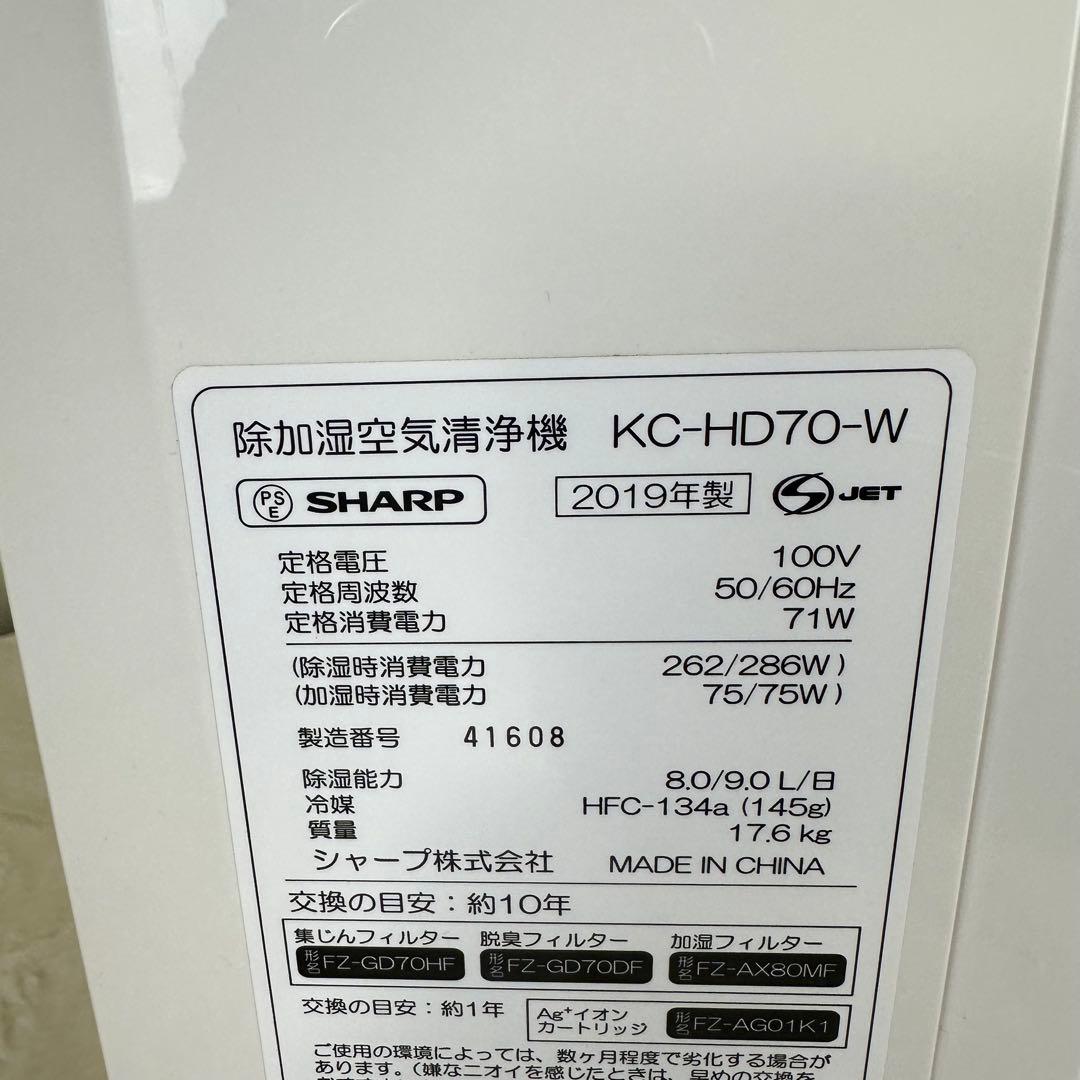 除加湿空気清浄機 KC-HD70-W
PSE SHARP 2019年製 S JET
定格電圧 100V
定格周波数 50/60Hz
定格消費電力 71W
(除湿時消費電力 262/286W)
(加湿時消費電力 75/75W)
製造番号 41608
除湿能力 8.0/9.0 L/日
冷媒 HFC-134a (145g)
質量 17.6 kg
シャープ株式会社 MADE IN CHINA
交換の目安：約10年
集じんフィルター 脱臭フィルター 加湿フィルター
形名 FZ-GD70HF 形名 FZ-GD70DF 形名 FZ-AX80MF
交換の目安：約1年 Ag⁺イオンカートリッジ 形名 FZ-AG01K1
ご使用の環境によっては、数ヶ月程度で劣化する場合が
あります。(嫌なニオイを感じたときは、早めの交換を